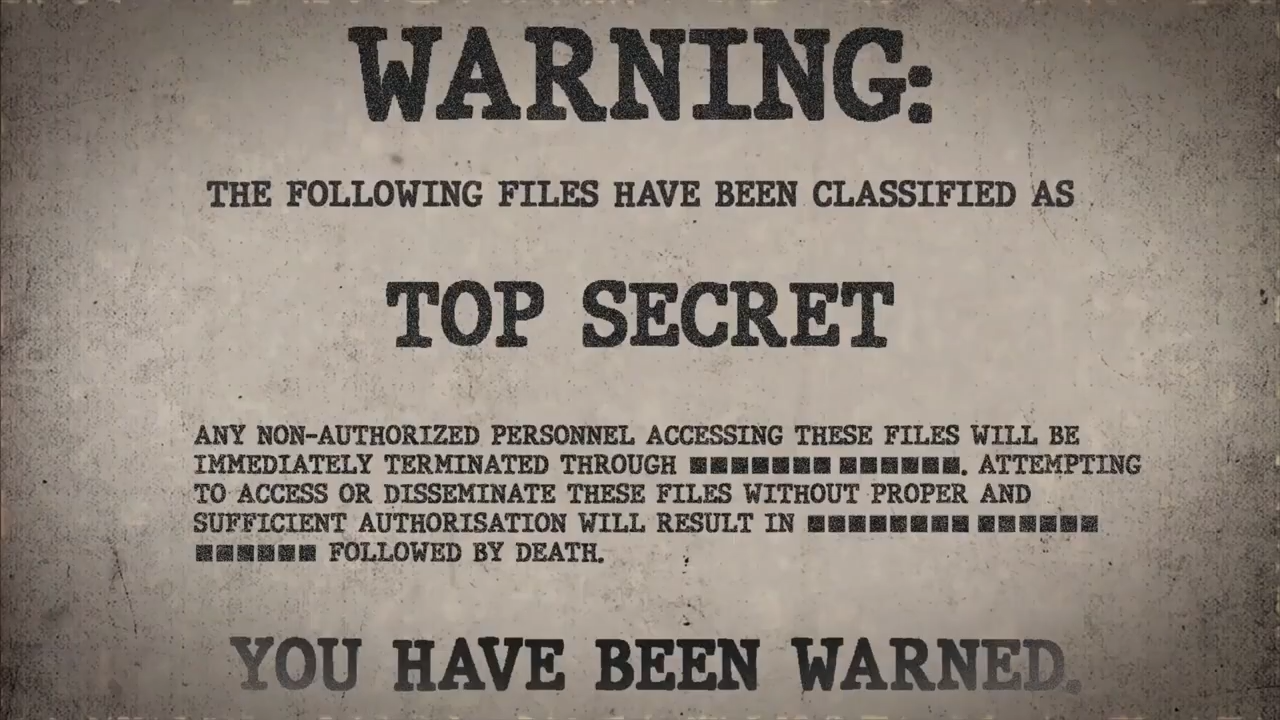 WARNING:
THE FOLLOWING FILES HAVE BEEN CLASSIFIED AS
TOP SECRET
ANY NON-AUTHORIZED PERSONNEL ACCESSING THESE FILES WILL BE
IMMEDIATELY TERMINATED THROUGH ■■■■■■■ ■■■■■■. ATTEMPTING
TO ACCESS OR DISSEMINATE THESE FILES WITHOUT PROPER AND
SUFFICIENT AUTHORISATION WILL RESULT IN ■■■■■■■■ ■■■■■■
■■■■■■ FOLLOWED BY DEATH.
YOU HAVE BEEN WARNED.